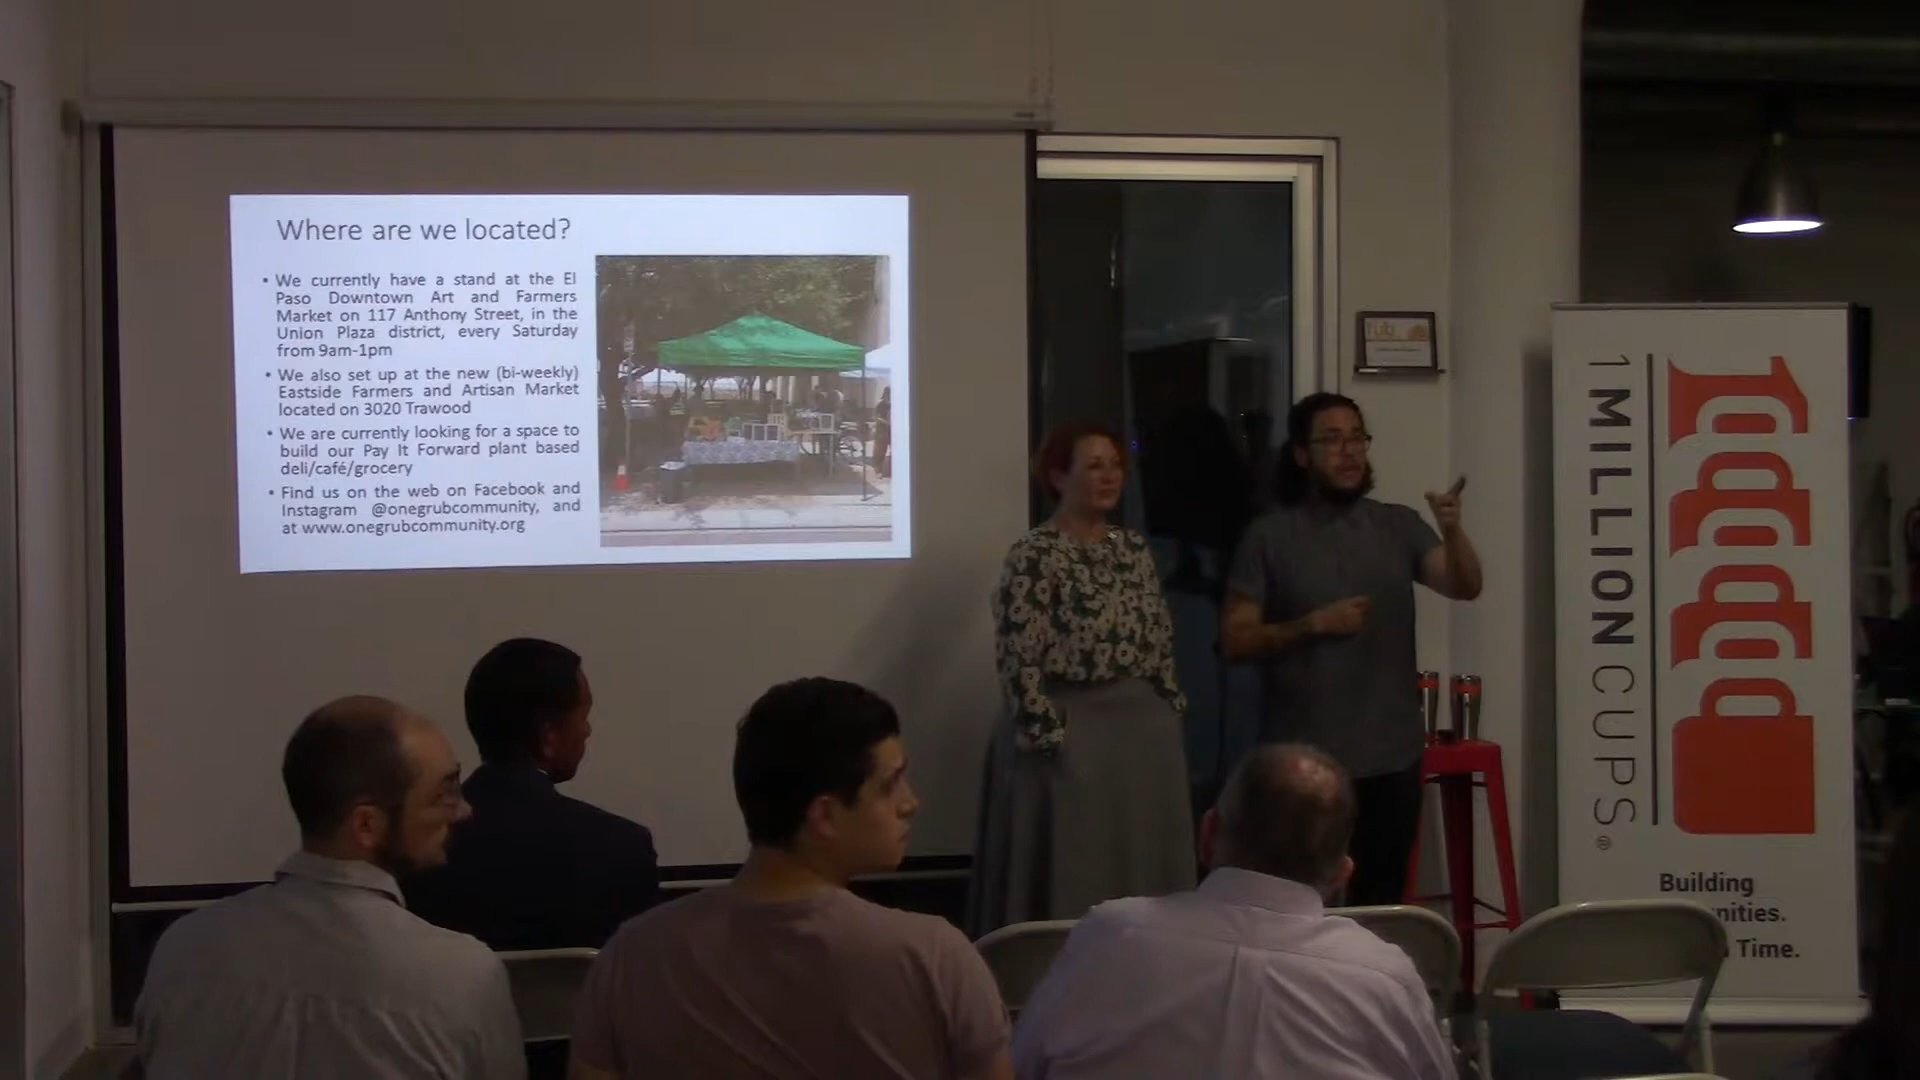 Where are we located?
• We currently have a stand at the El
Paso Downtown Art and Farmers
Market on 117 Anthony Street, in the
Union Plaza district, every Saturday
from 9am-1pm
• We also set up at the new (bi-weekly)
Eastside Farmers and Artisan Market
located on 3020 Trawood
• We are currently looking for a space to
build our Pay It Forward plant based
deli/café/grocery
• Find us on the web on Facebook and
Instagram @onegrubcommunity, and
at www.onegrubcommunity.org
1 MILLION CUPS®
Building
nities.
Time.